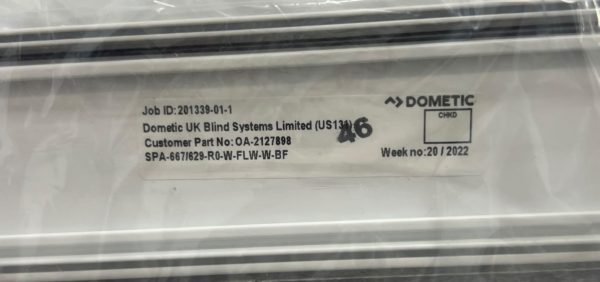 Job ID: 201339-01-1
Dometic UK Blind Systems Limited (US131)
Customer Part No: OA-2127898
SPA-667/629-R0-W-FLW-W-BF
46
DOMETIC
CHKD
Week no: 20 / 2022